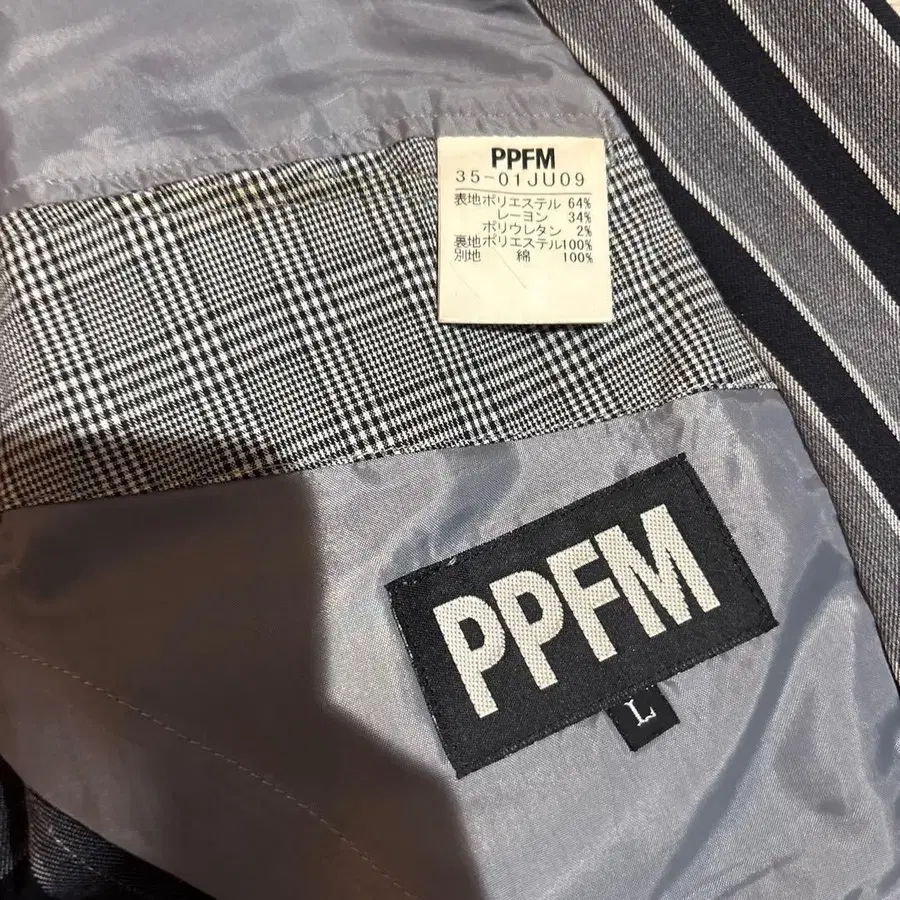 PPFM
35-01JU09
表地ポリエステル 64%
レーヨン 34%
ポリウレタン 2%
裏地ポリエステル100%
別地 綿 100%
PPFM
L